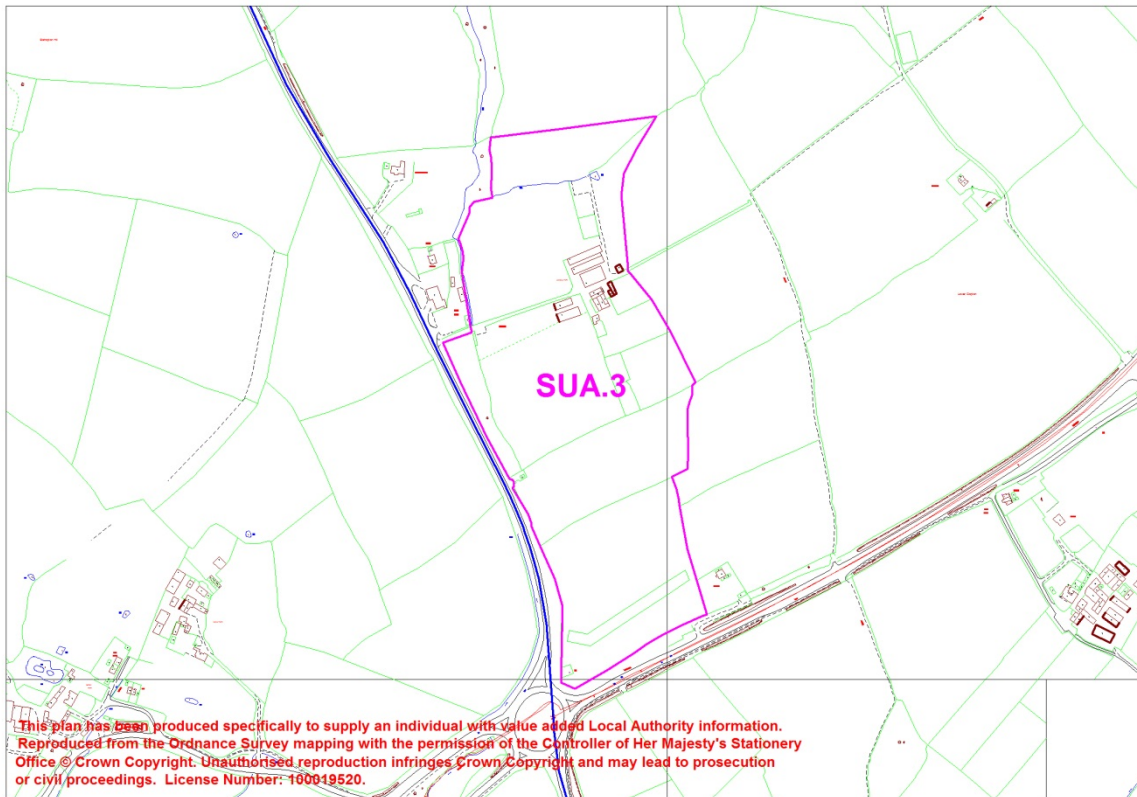 SUA.3
This plan has been produced specifically to supply an individual with value added Local Authority information.
Reproduced from the Ordnance Survey mapping with the permission of the Controller of Her Majesty's Stationery
Office © Crown Copyright. Unauthorised reproduction infringes Crown Copyright and may lead to prosecution
or civil proceedings. License Number: 100019520.